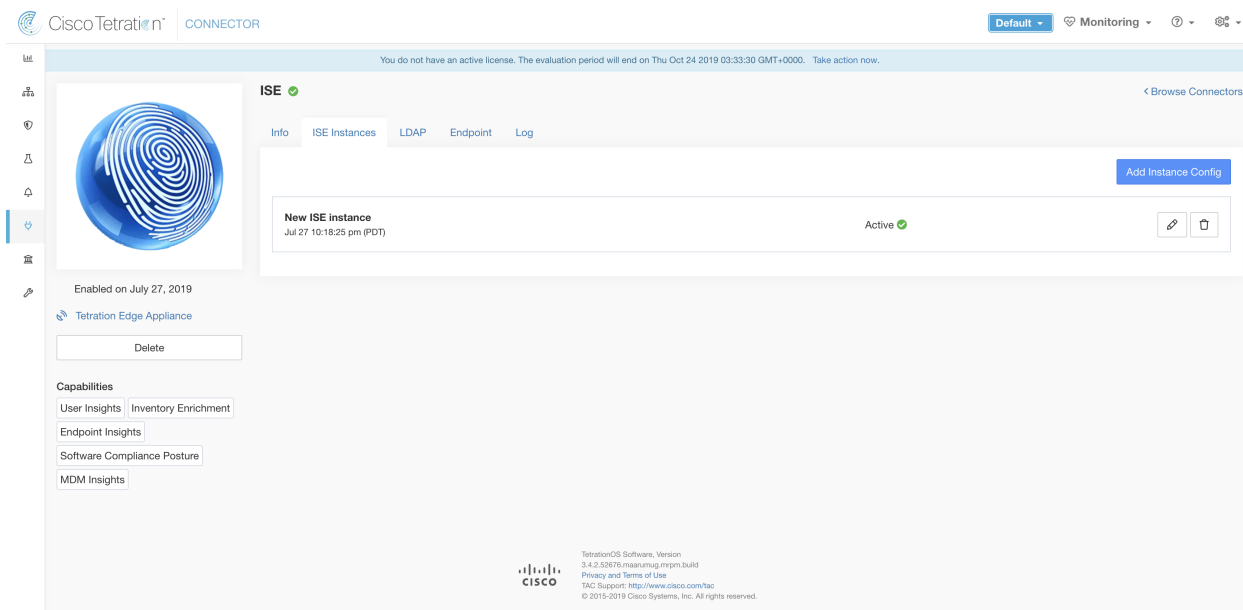 Cisco Tetration™ CONNECTOR Default Monitoring
You do not have an active license. The evaluation period will end on Thu Oct 24 2019 03:33:30 GMT+0000. Take action now.
ISE
< Browse Connectors
Info ISE Instances LDAP Endpoint Log
Add Instance Config
New ISE instance
Jul 27 10:18:25 pm (PDT)
Active
Enabled on July 27, 2019
Tetration Edge Appliance
Delete
Capabilities
User Insights Inventory Enrichment
Endpoint Insights
Software Compliance Posture
MDM Insights
CISCO
TetrationOS Software, Version
3.4.2.52676.maarumug.mrpm.build
Privacy and Terms of Use
TAC Support: http://www.cisco.com/tac
© 2015-2019 Cisco Systems, Inc. All rights reserved.